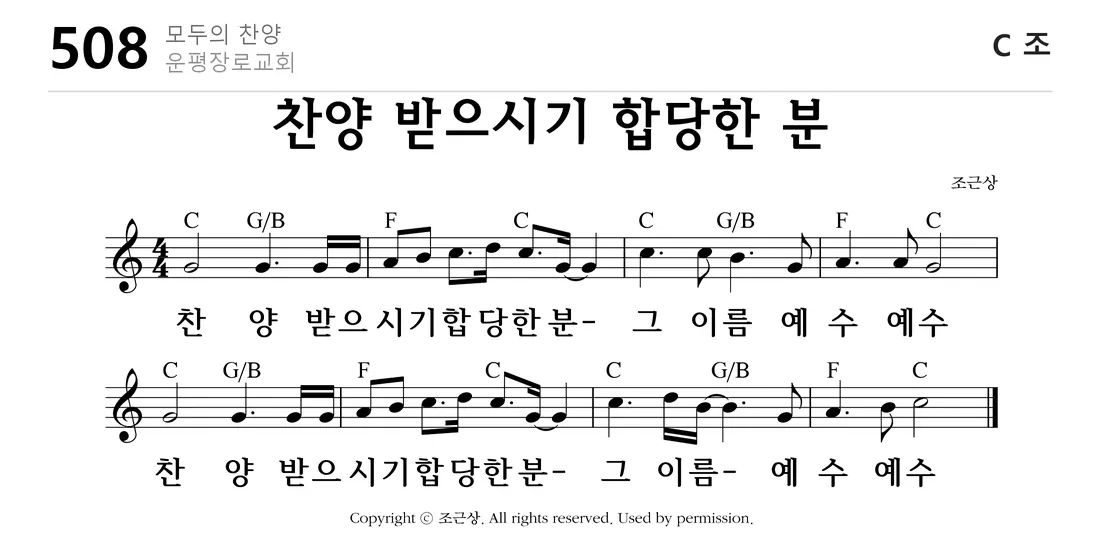 508 모두의 찬양
운평장로교회
C 조
찬양 받으시기 합당한 분
조근상
C G/B F C C G/B F C
4/4
찬 양 받으 시기합 당한 분- 그 이름 예 수 예수
C G/B F C C G/B F C
찬 양 받으 시기합 당한 분- 그 이름- 예 수 예수
Copyright ⓒ 조근상. All rights reserved. Used by permission.